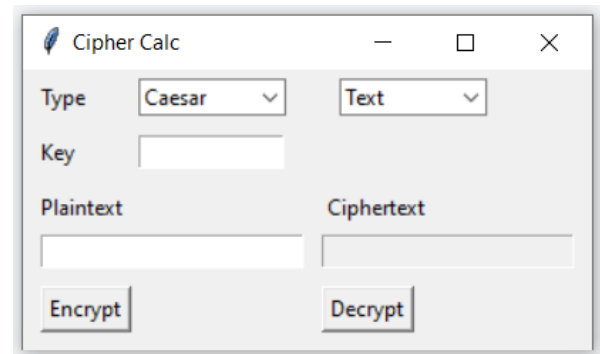 Cipher Calc
Type Caesar Text
Key
Plaintext Ciphertext
Encrypt Decrypt